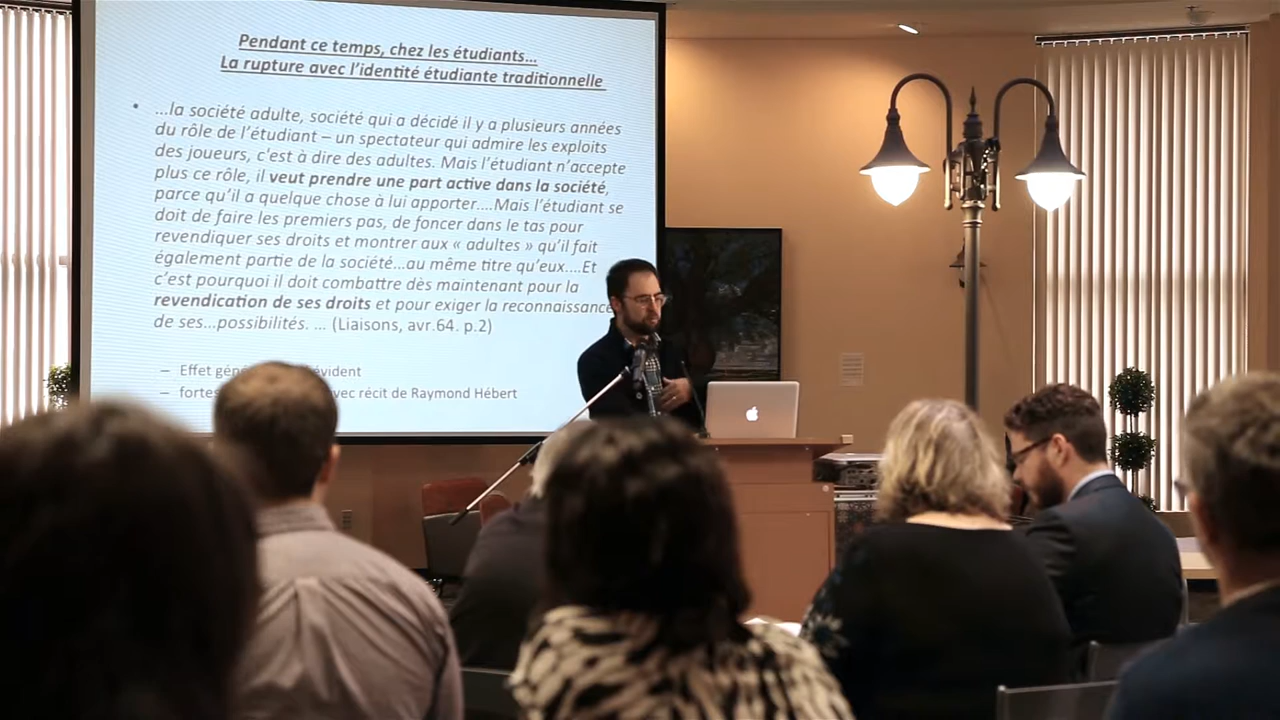 Pendant ce temps, chez les étudiants...
La rupture avec l'identité étudiante traditionnelle
• ...la société adulte, société qui a décidé il y a plusieurs années
du rôle de l'étudiant – un spectateur qui admire les exploits
des joueurs, c'est à dire des adultes. Mais l'étudiant n'accepte
plus ce rôle, il veut prendre une part active dans la société,
parce qu'il a quelque chose à lui apporter....Mais l'étudiant se
doit de faire les premiers pas, de foncer dans le tas pour
revendiquer ses droits et montrer aux « adultes » qu'il fait
également partie de la société...au même titre qu'eux....Et
c'est pourquoi il doit combattre dès maintenant pour la
revendication de ses droits et pour exiger la reconnaissance
de ses...possibilités. ... (Liaisons, avr.64. p.2)
– Effet évident
– fortes avec récit de Raymond Hébert